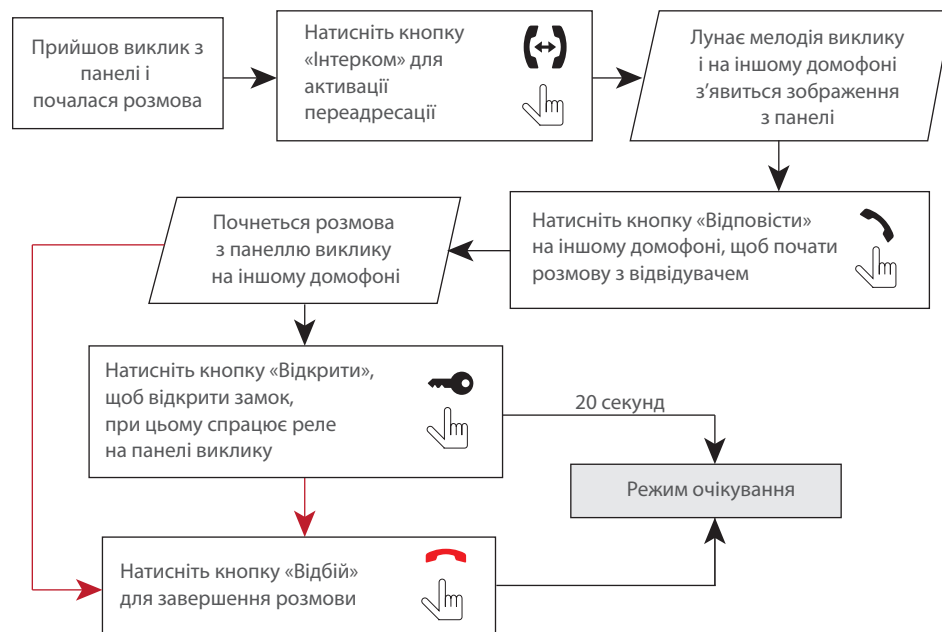 Прийшов виклик з
панелі і
почалася розмова
Натисніть кнопку
«Інтерком» для
активації
переадресації
Лунає мелодія виклику
і на іншому домофоні
з’явиться зображення
з панелі
Натисніть кнопку «Відповісти»
на іншому домофоні, щоб почати
розмову з відвідувачем
Почнеться розмова
з панеллю виклику
на іншому домофоні
Натисніть кнопку «Відкрити»,
щоб відкрити замок,
при цьому спрацює реле
на панелі виклику
20 секунд
Режим очікування
Натисніть кнопку «Відбій»
для завершення розмови